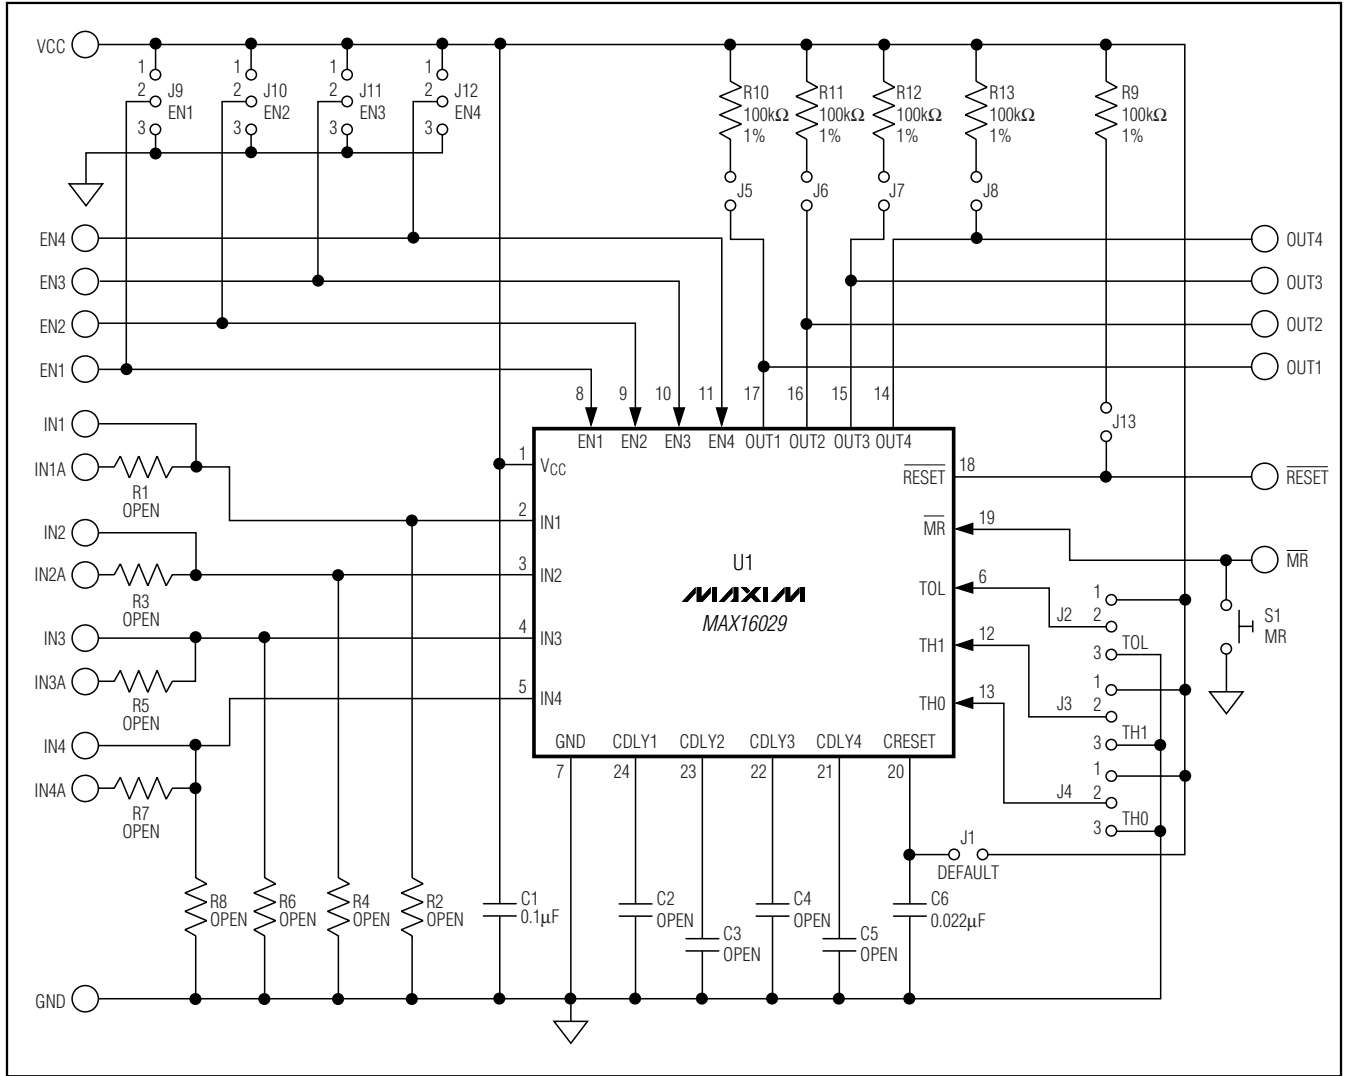 VCC
1
2
3
J9
EN1
1
2
3
J10
EN2
1
2
3
J11
EN3
1
2
3
J12
EN4
R10
100kΩ
1%
R11
100kΩ
1%
R12
100kΩ
1%
R13
100kΩ
1%
R9
100kΩ
1%
J5
J6
J7
J8
EN4
EN3
EN2
EN1
OUT4
OUT3
OUT2
OUT1
8
9
10
11
17
16
15
14
J13
EN1
EN2
EN3
EN4
OUT1
OUT2
OUT3
OUT4
IN1
IN1A
R1
OPEN
IN2
IN2A
R3
OPEN
IN3
IN3A
R5
OPEN
IN4
IN4A
R7
OPEN
1
VCC
2
IN1
3
IN2
4
IN3
5
IN4
U1
MAXIM
MAX16029
RESET
18
RESET
MR
19
MR
TOL
6
TH1
12
TH0
13
J2
1
2
3
TOL
J3
1
2
3
TH1
J4
1
2
3
TH0
S1
MR
GND
CDLY1
CDLY2
CDLY3
CDLY4
CRESET
7
24
23
22
21
20
J1
DEFAULT
R8
OPEN
R6
OPEN
R4
OPEN
R2
OPEN
C1
0.1µF
C2
OPEN
C3
OPEN
C4
OPEN
C5
OPEN
C6
0.022µF
GND